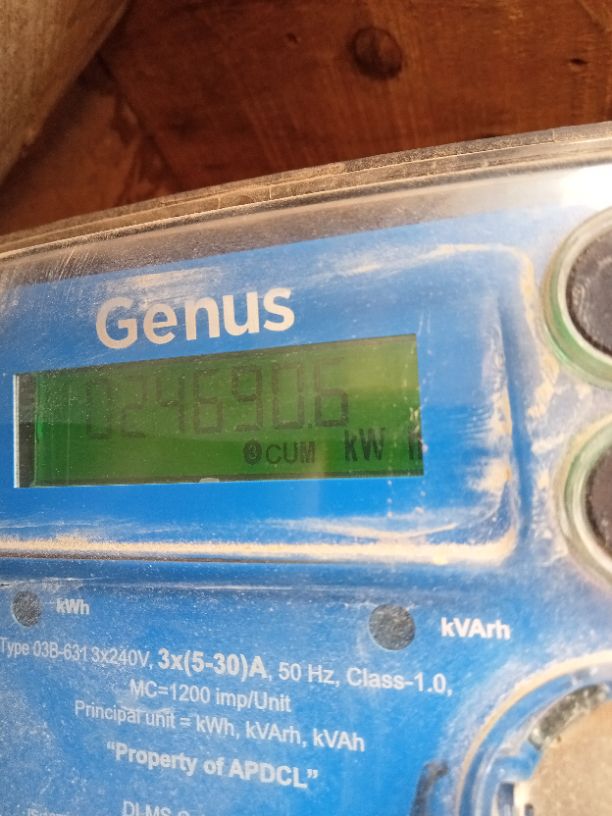 Genus
024690.6
3 CUM kW h
kWh
kVArh
Type 03B-631 3x240V, 3x(5-30)A, 50 Hz, Class-1.0,
MC=1200 imp/Unit
Principal unit = kWh, kVArh, kVAh
“Property of APDCL”